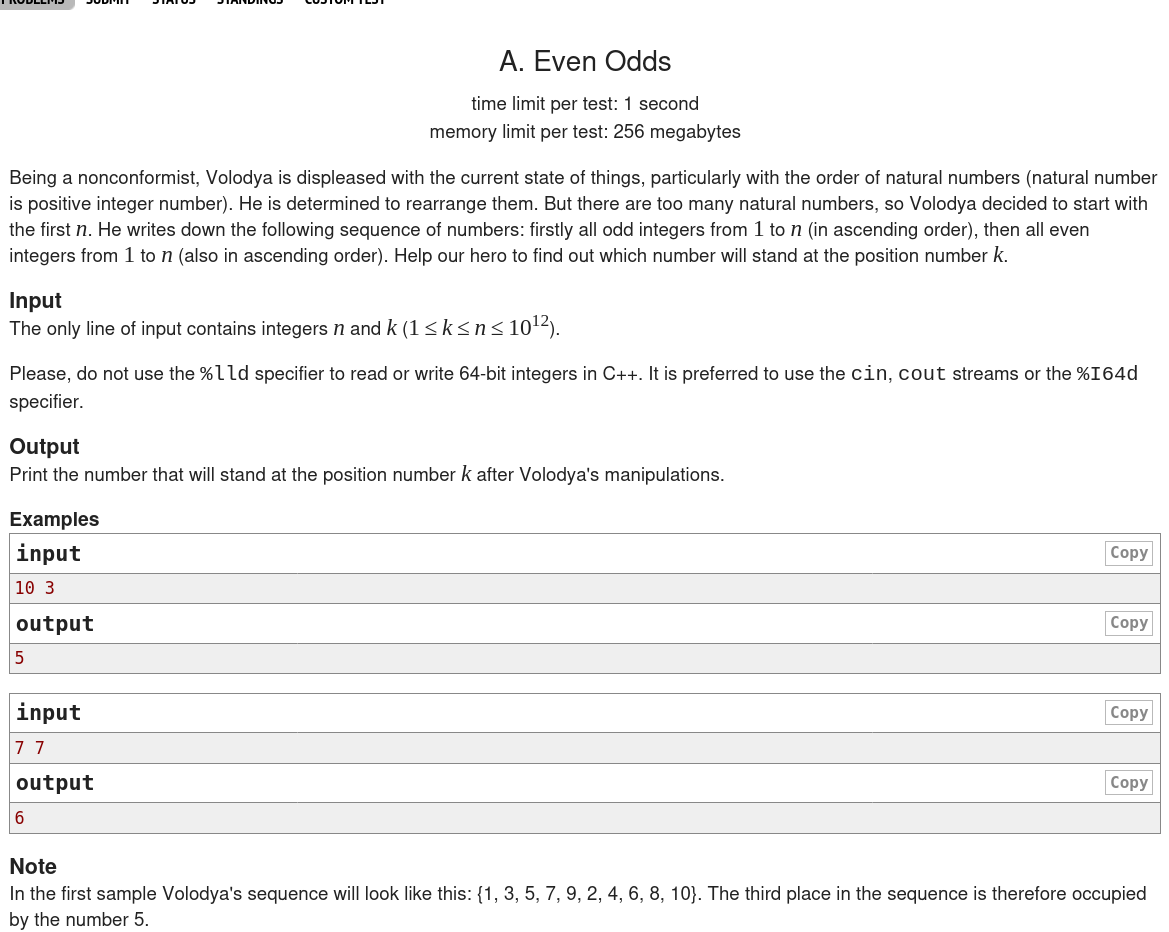 PROBLEMS SUBMIT STATUS STANDINGS CUSTOM TEST
A. Even Odds
time limit per test: 1 second
memory limit per test: 256 megabytes
Being a nonconformist, Volodya is displeased with the current state of things, particularly with the order of natural numbers (natural number
is positive integer number). He is determined to rearrange them. But there are too many natural numbers, so Volodya decided to start with
the first n. He writes down the following sequence of numbers: firstly all odd integers from 1 to n (in ascending order), then all even
integers from 1 to n (also in ascending order). Help our hero to find out which number will stand at the position number k.
Input
The only line of input contains integers n and k (1 ≤ k ≤ n ≤ 10^12).
Please, do not use the %lld specifier to read or write 64-bit integers in C++. It is preferred to use the cin, cout streams or the %I64d
specifier.
Output
Print the number that will stand at the position number k after Volodya's manipulations.
Examples
input Copy
10 3
output Copy
5
input Copy
7 7
output Copy
6
Note
In the first sample Volodya's sequence will look like this: {1, 3, 5, 7, 9, 2, 4, 6, 8, 10}. The third place in the sequence is therefore occupied
by the number 5.